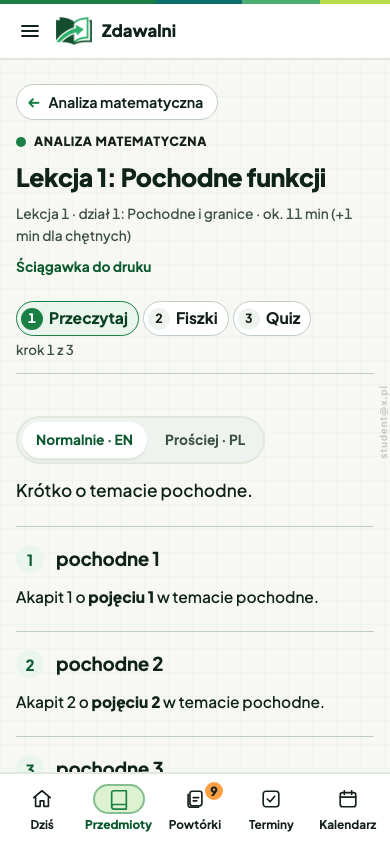 Zdawalni
← Analiza matematyczna
ANALIZA MATEMATYCZNA
Lekcja 1: Pochodne funkcji
Lekcja 1 · dział 1: Pochodne i granice · ok. 11 min (+1
min dla chętnych)
Ściągawka do druku
1 Przeczytaj 2 Fiszki 3 Quiz
krok 1 z 3
student@x.pl
Normalnie · EN Prościej · PL
Krótko o temacie pochodne.
1 pochodne 1
Akapit 1 o pojęciu 1 w temacie pochodne.
2 pochodne 2
Akapit 2 o pojęciu 2 w temacie pochodne.
3 pochodne 3
9
Dziś Przedmioty Powtórki Terminy Kalendarz